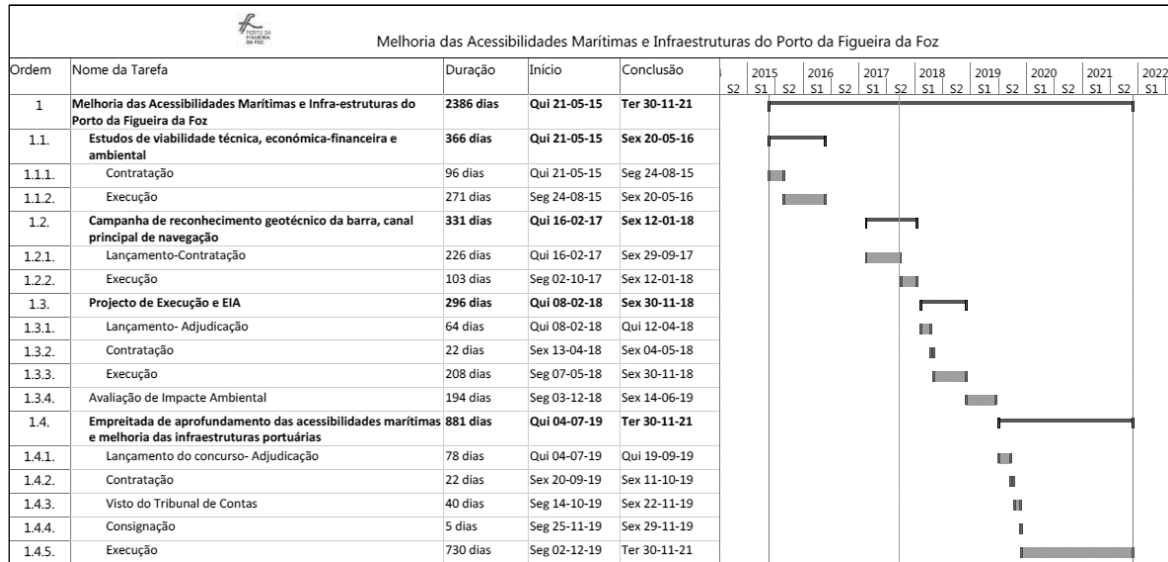 PORTO DA
FIGUEIRA
DA FOZ
Melhoria das Acessibilidades Marítimas e Infraestruturas do Porto da Figueira da Foz
Ordem Nome da Tarefa Duração Início Conclusão
2015 2016 2017 2018 2019 2020 2021 2022
S2 S1 S2 S1 S2 S1 S2 S1 S2 S1 S2 S1 S2 S1 S2 S1
1 Melhoria das Acessibilidades Marítimas e Infra-estruturas do Porto da Figueira da Foz 2386 dias Qui 21-05-15 Ter 30-11-21
1.1. Estudos de viabilidade técnica, económica-financeira e ambiental 366 dias Qui 21-05-15 Sex 20-05-16
1.1.1. Contratação 96 dias Qui 21-05-15 Seg 24-08-15
1.1.2. Execução 271 dias Seg 24-08-15 Sex 20-05-16
1.2. Campanha de reconhecimento geotécnico da barra, canal principal de navegação 331 dias Qui 16-02-17 Sex 12-01-18
1.2.1. Lançamento-Contratação 226 dias Qui 16-02-17 Sex 29-09-17
1.2.2. Execução 103 dias Seg 02-10-17 Sex 12-01-18
1.3. Projecto de Execução e EIA 296 dias Qui 08-02-18 Sex 30-11-18
1.3.1. Lançamento- Adjudicação 64 dias Qui 08-02-18 Qui 12-04-18
1.3.2. Contratação 22 dias Sex 13-04-18 Sex 04-05-18
1.3.3. Execução 208 dias Seg 07-05-18 Sex 30-11-18
1.3.4. Avaliação de Impacte Ambiental 194 dias Seg 03-12-18 Sex 14-06-19
1.4. Empreitada de aprofundamento das acessibilidades marítimas e melhoria das infraestruturas portuárias 881 dias Qui 04-07-19 Ter 30-11-21
1.4.1. Lançamento do concurso- Adjudicação 78 dias Qui 04-07-19 Qui 19-09-19
1.4.2. Contratação 22 dias Sex 20-09-19 Sex 11-10-19
1.4.3. Visto do Tribunal de Contas 40 dias Seg 14-10-19 Sex 22-11-19
1.4.4. Consignação 5 dias Seg 25-11-19 Sex 29-11-19
1.4.5. Execução 730 dias Seg 02-12-19 Ter 30-11-21